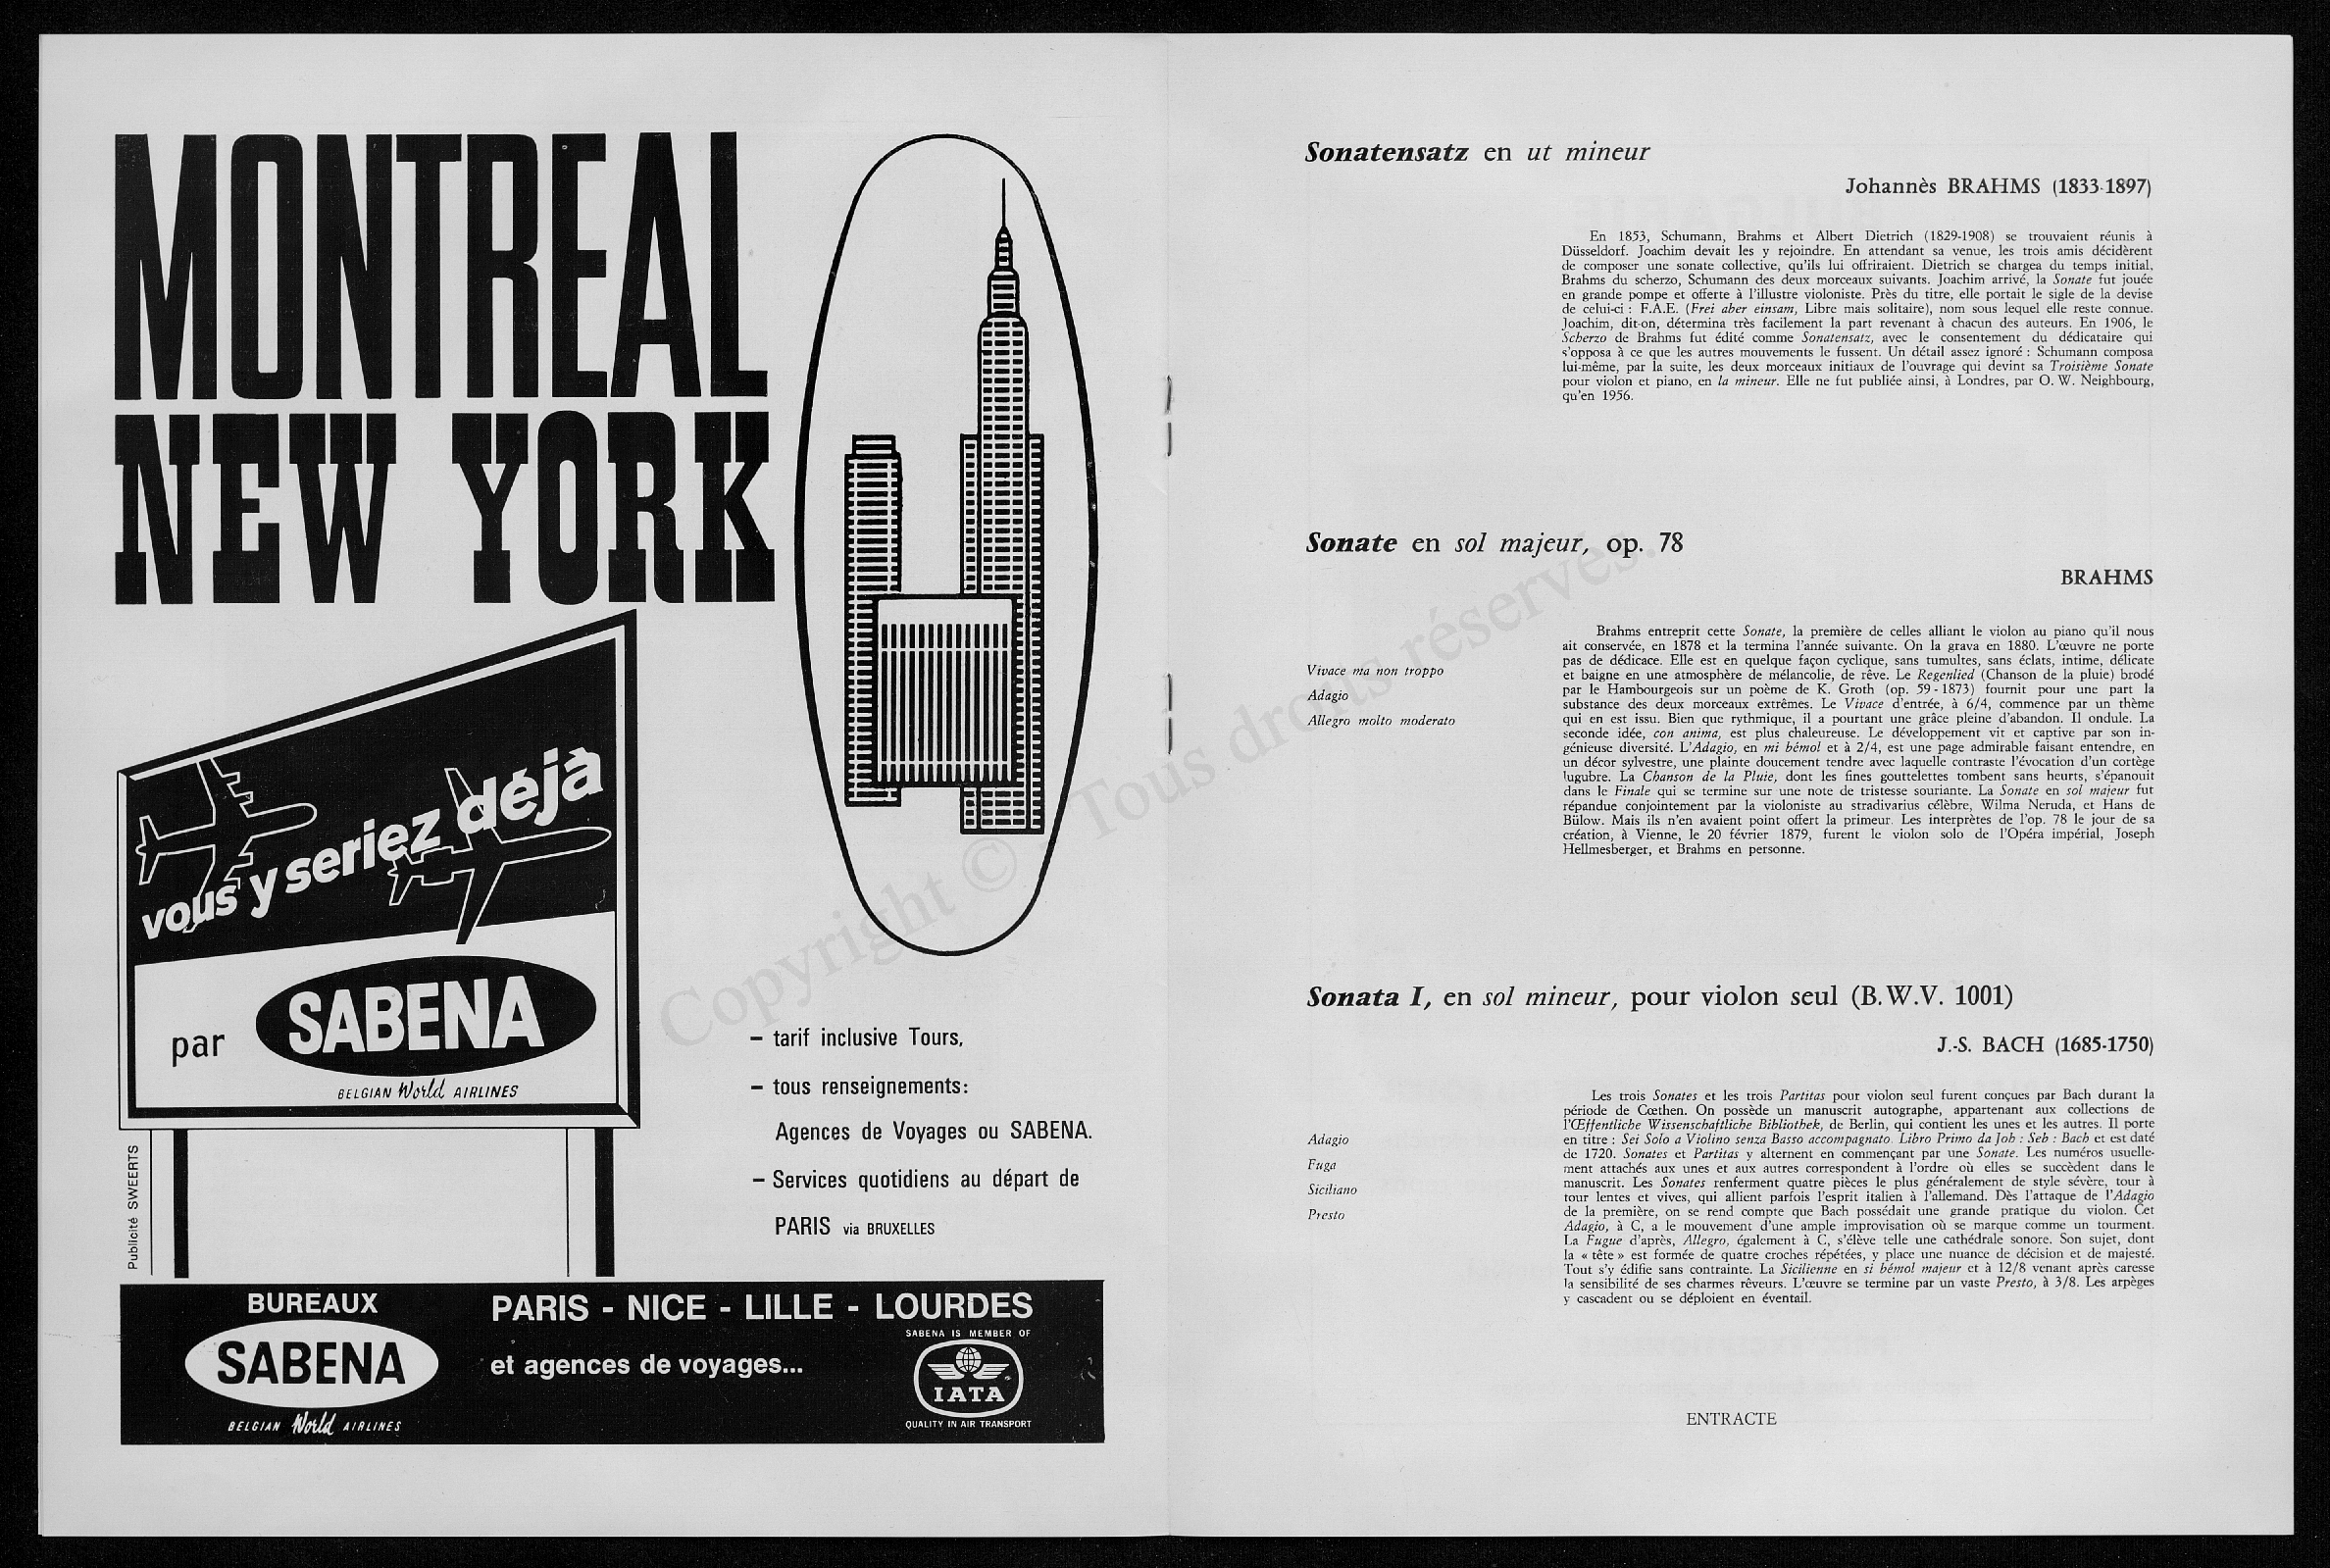 MONTREAL
NEW YORK
vous y seriez déjà
par
SABENA
BELGIAN World AIRLINES
– tarif inclusive Tours,
– tous renseignements:
Agences de Voyages ou SABENA.
– Services quotidiens au départ de
PARIS via BRUXELLES
Publicité SWEERTS
BUREAUX
SABENA
BELGIAN World AIRLINES
PARIS - NICE - LILLE - LOURDES
et agences de voyages...
SABENA IS MEMBER OF
IATA
QUALITY IN AIR TRANSPORT
Copyright © Tous droits réservés.
Sonatensatz en ut mineur
Johannès BRAHMS (1833-1897)
En 1853, Schumann, Brahms et Albert Dietrich (1829-1908) se trouvaient réunis à
Düsseldorf. Joachim devait les y rejoindre. En attendant sa venue, les trois amis décidèrent
de composer une sonate collective, qu'ils lui offriraient. Dietrich se chargea du temps initial,
Brahms du scherzo, Schumann des deux morceaux suivants. Joachim arrivé, la Sonate fut jouée
en grande pompe et offerte à l'illustre violoniste. Près du titre, elle portait le sigle de la devise
de celui-ci : F.A.E. (Frei aber einsam, Libre mais solitaire), nom sous lequel elle reste connue.
Joachim, dit-on, détermina très facilement la part revenant à chacun des auteurs. En 1906, le
Scherzo de Brahms fut édité comme Sonatensatz, avec le consentement du dédicataire qui
s'opposa à ce que les autres mouvements le fussent. Un détail assez ignoré : Schumann composa
lui-même, par la suite, les deux morceaux initiaux de l'ouvrage qui devint sa Troisième Sonate
pour violon et piano, en la mineur. Elle ne fut publiée ainsi, à Londres, par O. W. Neighbourg,
qu'en 1956.
Sonate en sol majeur, op. 78
BRAHMS
Vivace ma non troppo
Adagio
Allegro molto moderato
Brahms entreprit cette Sonate, la première de celles alliant le violon au piano qu'il nous
ait conservée, en 1878 et la termina l'année suivante. On la grava en 1880. L'œuvre ne porte
pas de dédicace. Elle est en quelque façon cyclique, sans tumultes, sans éclats, intime, délicate
et baigne en une atmosphère de mélancolie, de rêve. Le Regenlied (Chanson de la pluie) brodé
par le Hambourgeois sur un poème de K. Groth (op. 59-1873) fournit pour une part la
substance des deux morceaux extrêmes. Le Vivace d'entrée, à 6/4, commence par un thème
qui en est issu. Bien que rythmique, il a pourtant une grâce pleine d'abandon. Il ondule. La
seconde idée, con anima, est plus chaleureuse. Le développement vit et captive par son in-
génieuse diversité. L'Adagio, en mi bémol et à 2/4, est une page admirable faisant entendre, en
un décor sylvestre, une plainte doucement tendre avec laquelle contraste l'évocation d'un cortège
lugubre. La Chanson de la Pluie, dont les fines gouttelettes tombent sans heurts, s'épanouit
dans le Finale qui se termine sur une note de tristesse souriante. La Sonate en sol majeur fut
répandue conjointement par la violoniste au stradivarius célèbre, Wilma Neruda, et Hans de
Bülow. Mais ils n'en avaient point offert la primeur. Les interprètes de l'op. 78 le jour de sa
création, à Vienne, le 20 février 1879, furent le violon solo de l'Opéra impérial, Joseph
Hellmesberger, et Brahms en personne.
Sonata I, en sol mineur, pour violon seul (B.W.V. 1001)
J.-S. BACH (1685-1750)
Adagio
Fuga
Siciliano
Presto
Les trois Sonates et les trois Partitas pour violon seul furent conçues par Bach durant la
période de Cœthen. On possède un manuscrit autographe, appartenant aux collections de
l'Œffentliche Wissenschaftliche Bibliothek, de Berlin, qui contient les unes et les autres. Il porte
en titre : Sei Solo a Violino senza Basso accompagnato. Libro Primo da Joh : Seb : Bach et est daté
de 1720. Sonates et Partitas y alternent en commençant par une Sonate. Les numéros usuelle-
ment attachés aux unes et aux autres correspondent à l'ordre où elles se succèdent dans le
manuscrit. Les Sonates renferment quatre pièces le plus généralement de style sévère, tour à
tour lentes et vives, qui allient parfois l'esprit italien à l'allemand. Dès l'attaque de l'Adagio
de la première, on se rend compte que Bach possédait une grande pratique du violon. Cet
Adagio, à C, a le mouvement d'une ample improvisation où se marque comme un tourment.
La Fugue d'après, Allegro, également à C, s'élève telle une cathédrale sonore. Son sujet, dont
la « tête » est formée de quatre croches répétées, y place une nuance de décision et de majesté.
Tout s'y édifie sans contrainte. La Sicilienne en si bémol majeur et à 12/8 venant après caresse
la sensibilité de ses charmes rêveurs. L'œuvre se termine par un vaste Presto, à 3/8. Les arpèges
y cascadent ou se déploient en éventail.
ENTRACTE